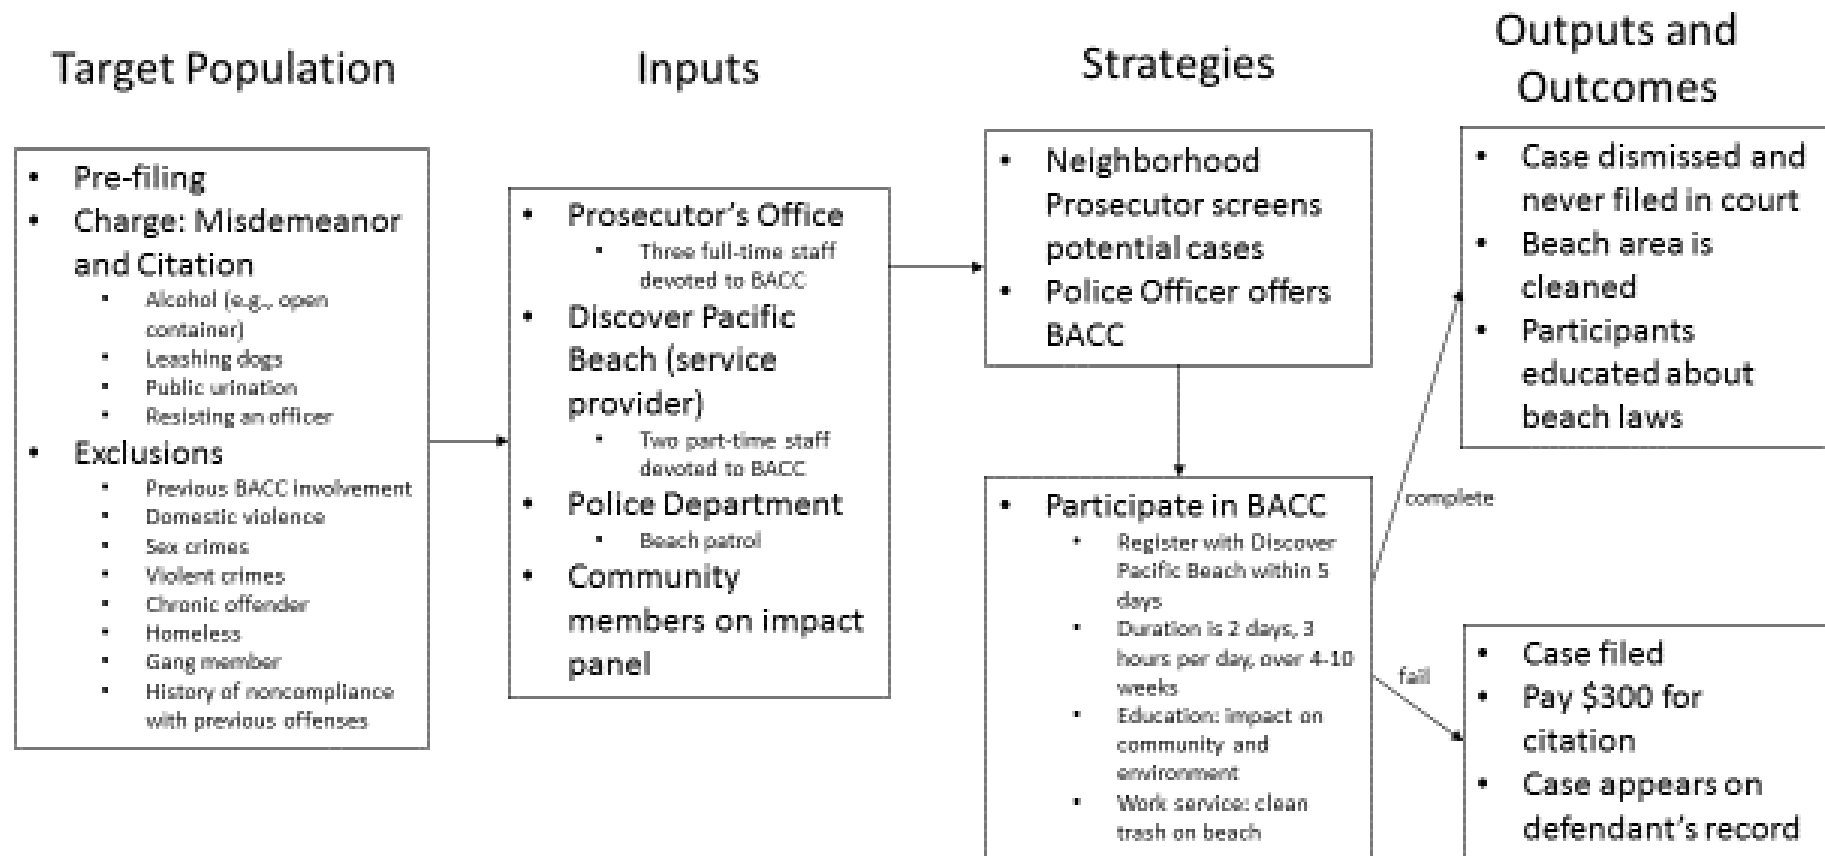 Target Population
• Pre-filing
• Charge: Misdemeanor
and Citation
• Alcohol (e.g., open
container)
• Leashing dogs
• Public urination
• Resisting an officer
• Exclusions
• Previous BACC involvement
• Domestic violence
• Sex crimes
• Violent crimes
• Chronic offender
• Homeless
• Gang member
• History of noncompliance
with previous offenses
Inputs
• Prosecutor's Office
• Three full-time staff
devoted to BACC
• Discover Pacific
Beach (service
provider)
• Two part-time staff
devoted to BACC
• Police Department
• Beach patrol
• Community
members on impact
panel
Strategies
• Neighborhood
Prosecutor screens
potential cases
• Police Officer offers
BACC
• Participate in BACC
• Register with Discover
Pacific Beach within 5
days
• Duration is 2 days, 3
hours per day, over 4-10
weeks
• Education: impact on
community and
environment
• Work service: clean
trash on beach
complete
fail
Outputs and
Outcomes
• Case dismissed and
never filed in court
• Beach area is
cleaned
• Participants
educated about
beach laws
• Case filed
• Pay $300 for
citation
• Case appears on
defendant's record